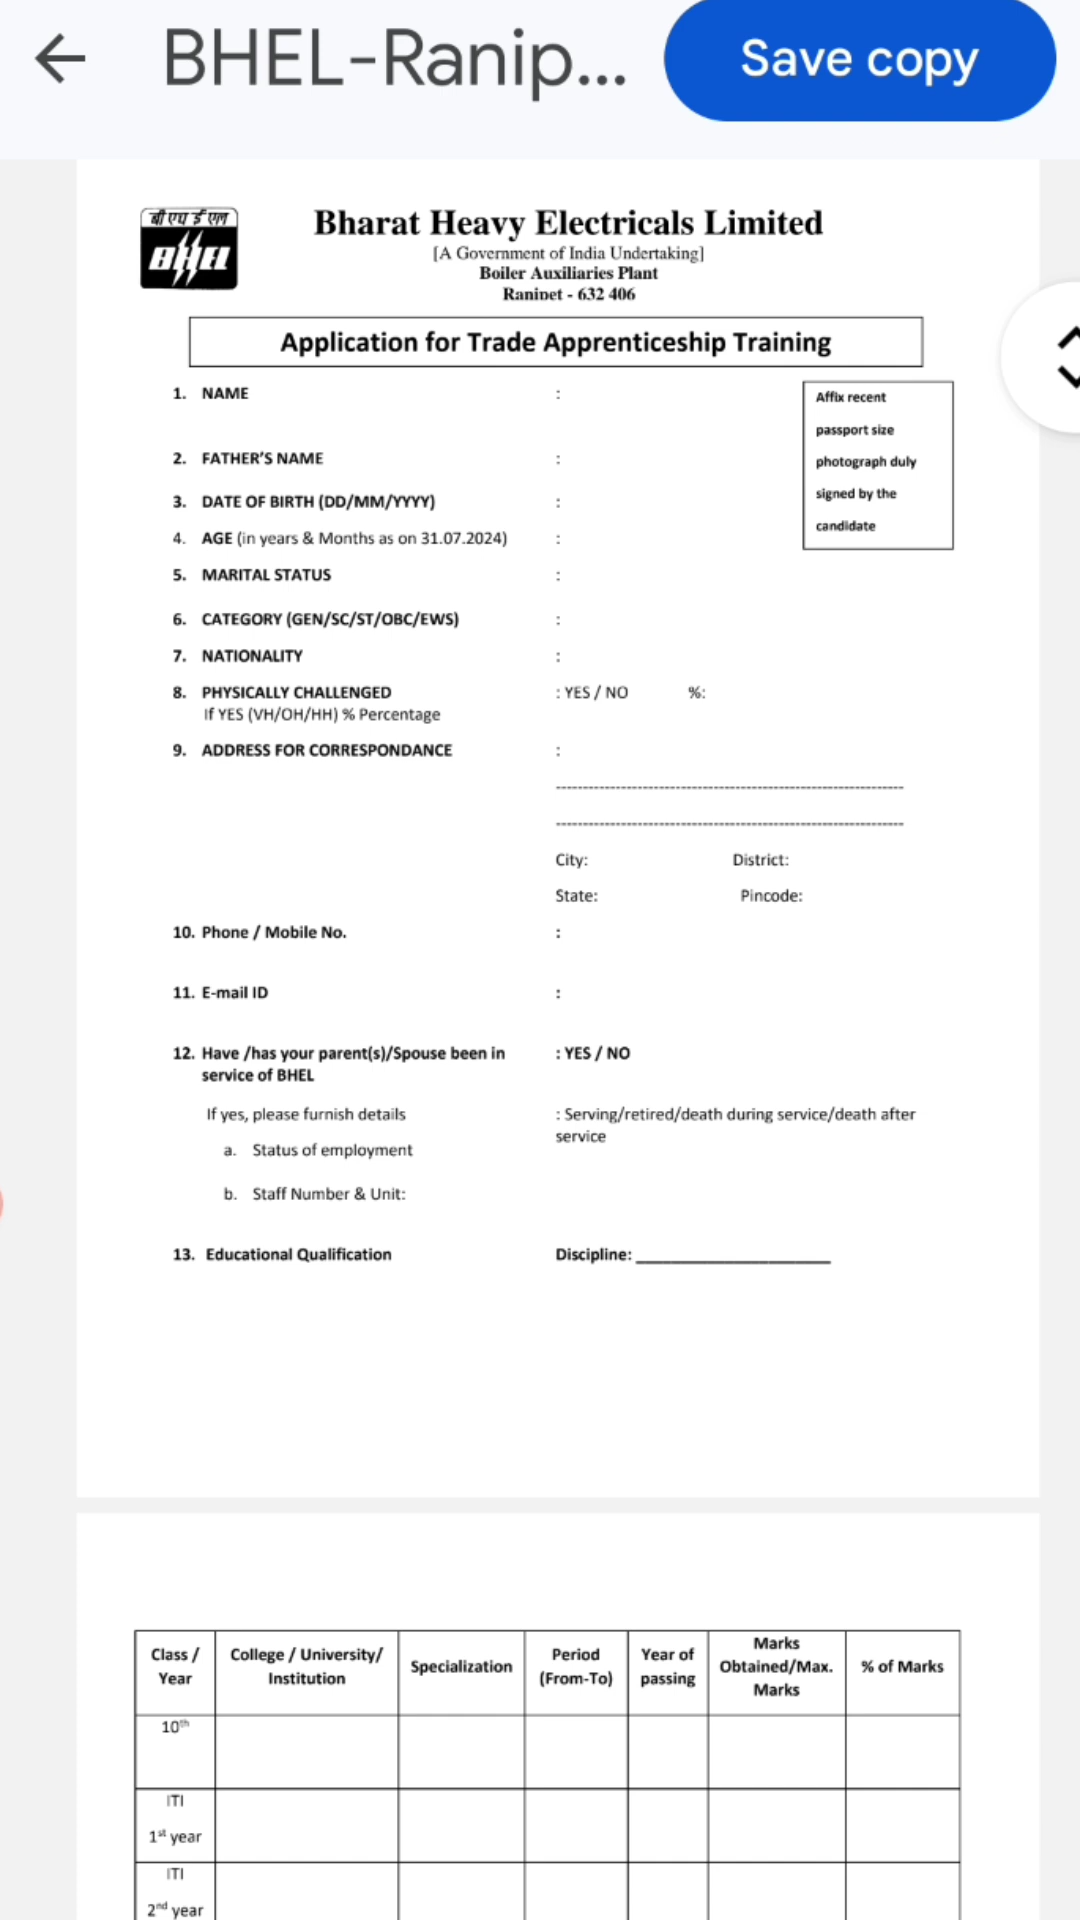 BHEL-Ranip...
Save copy
बी एच ई एल
BHEL
Bharat Heavy Electricals Limited
[A Government of India Undertaking]
Boiler Auxiliaries Plant
Ranipet - 632 406
Application for Trade Apprenticeship Training
1. NAME :
Affix recent
passport size
photograph duly
signed by the
candidate
2. FATHER'S NAME :
3. DATE OF BIRTH (DD/MM/YYYY) :
4. AGE (in years & Months as on 31.07.2024) :
5. MARITAL STATUS :
6. CATEGORY (GEN/SC/ST/OBC/EWS) :
7. NATIONALITY :
8. PHYSICALLY CHALLENGED : YES / NO %:
If YES (VH/OH/HH) % Percentage
9. ADDRESS FOR CORRESPONDANCE :
City: District:
State: Pincode:
10. Phone / Mobile No. :
11. E-mail ID :
12. Have /has your parent(s)/Spouse been in : YES / NO
service of BHEL
If yes, please furnish details : Serving/retired/death during service/death after
service
a. Status of employment
b. Staff Number & Unit:
13. Educational Qualification Discipline: ____________________
Class / Year College / University/ Institution Specialization Period (From-To) Year of passing Marks Obtained/Max. Marks % of Marks
10th
ITI
1st year
ITI
2nd year